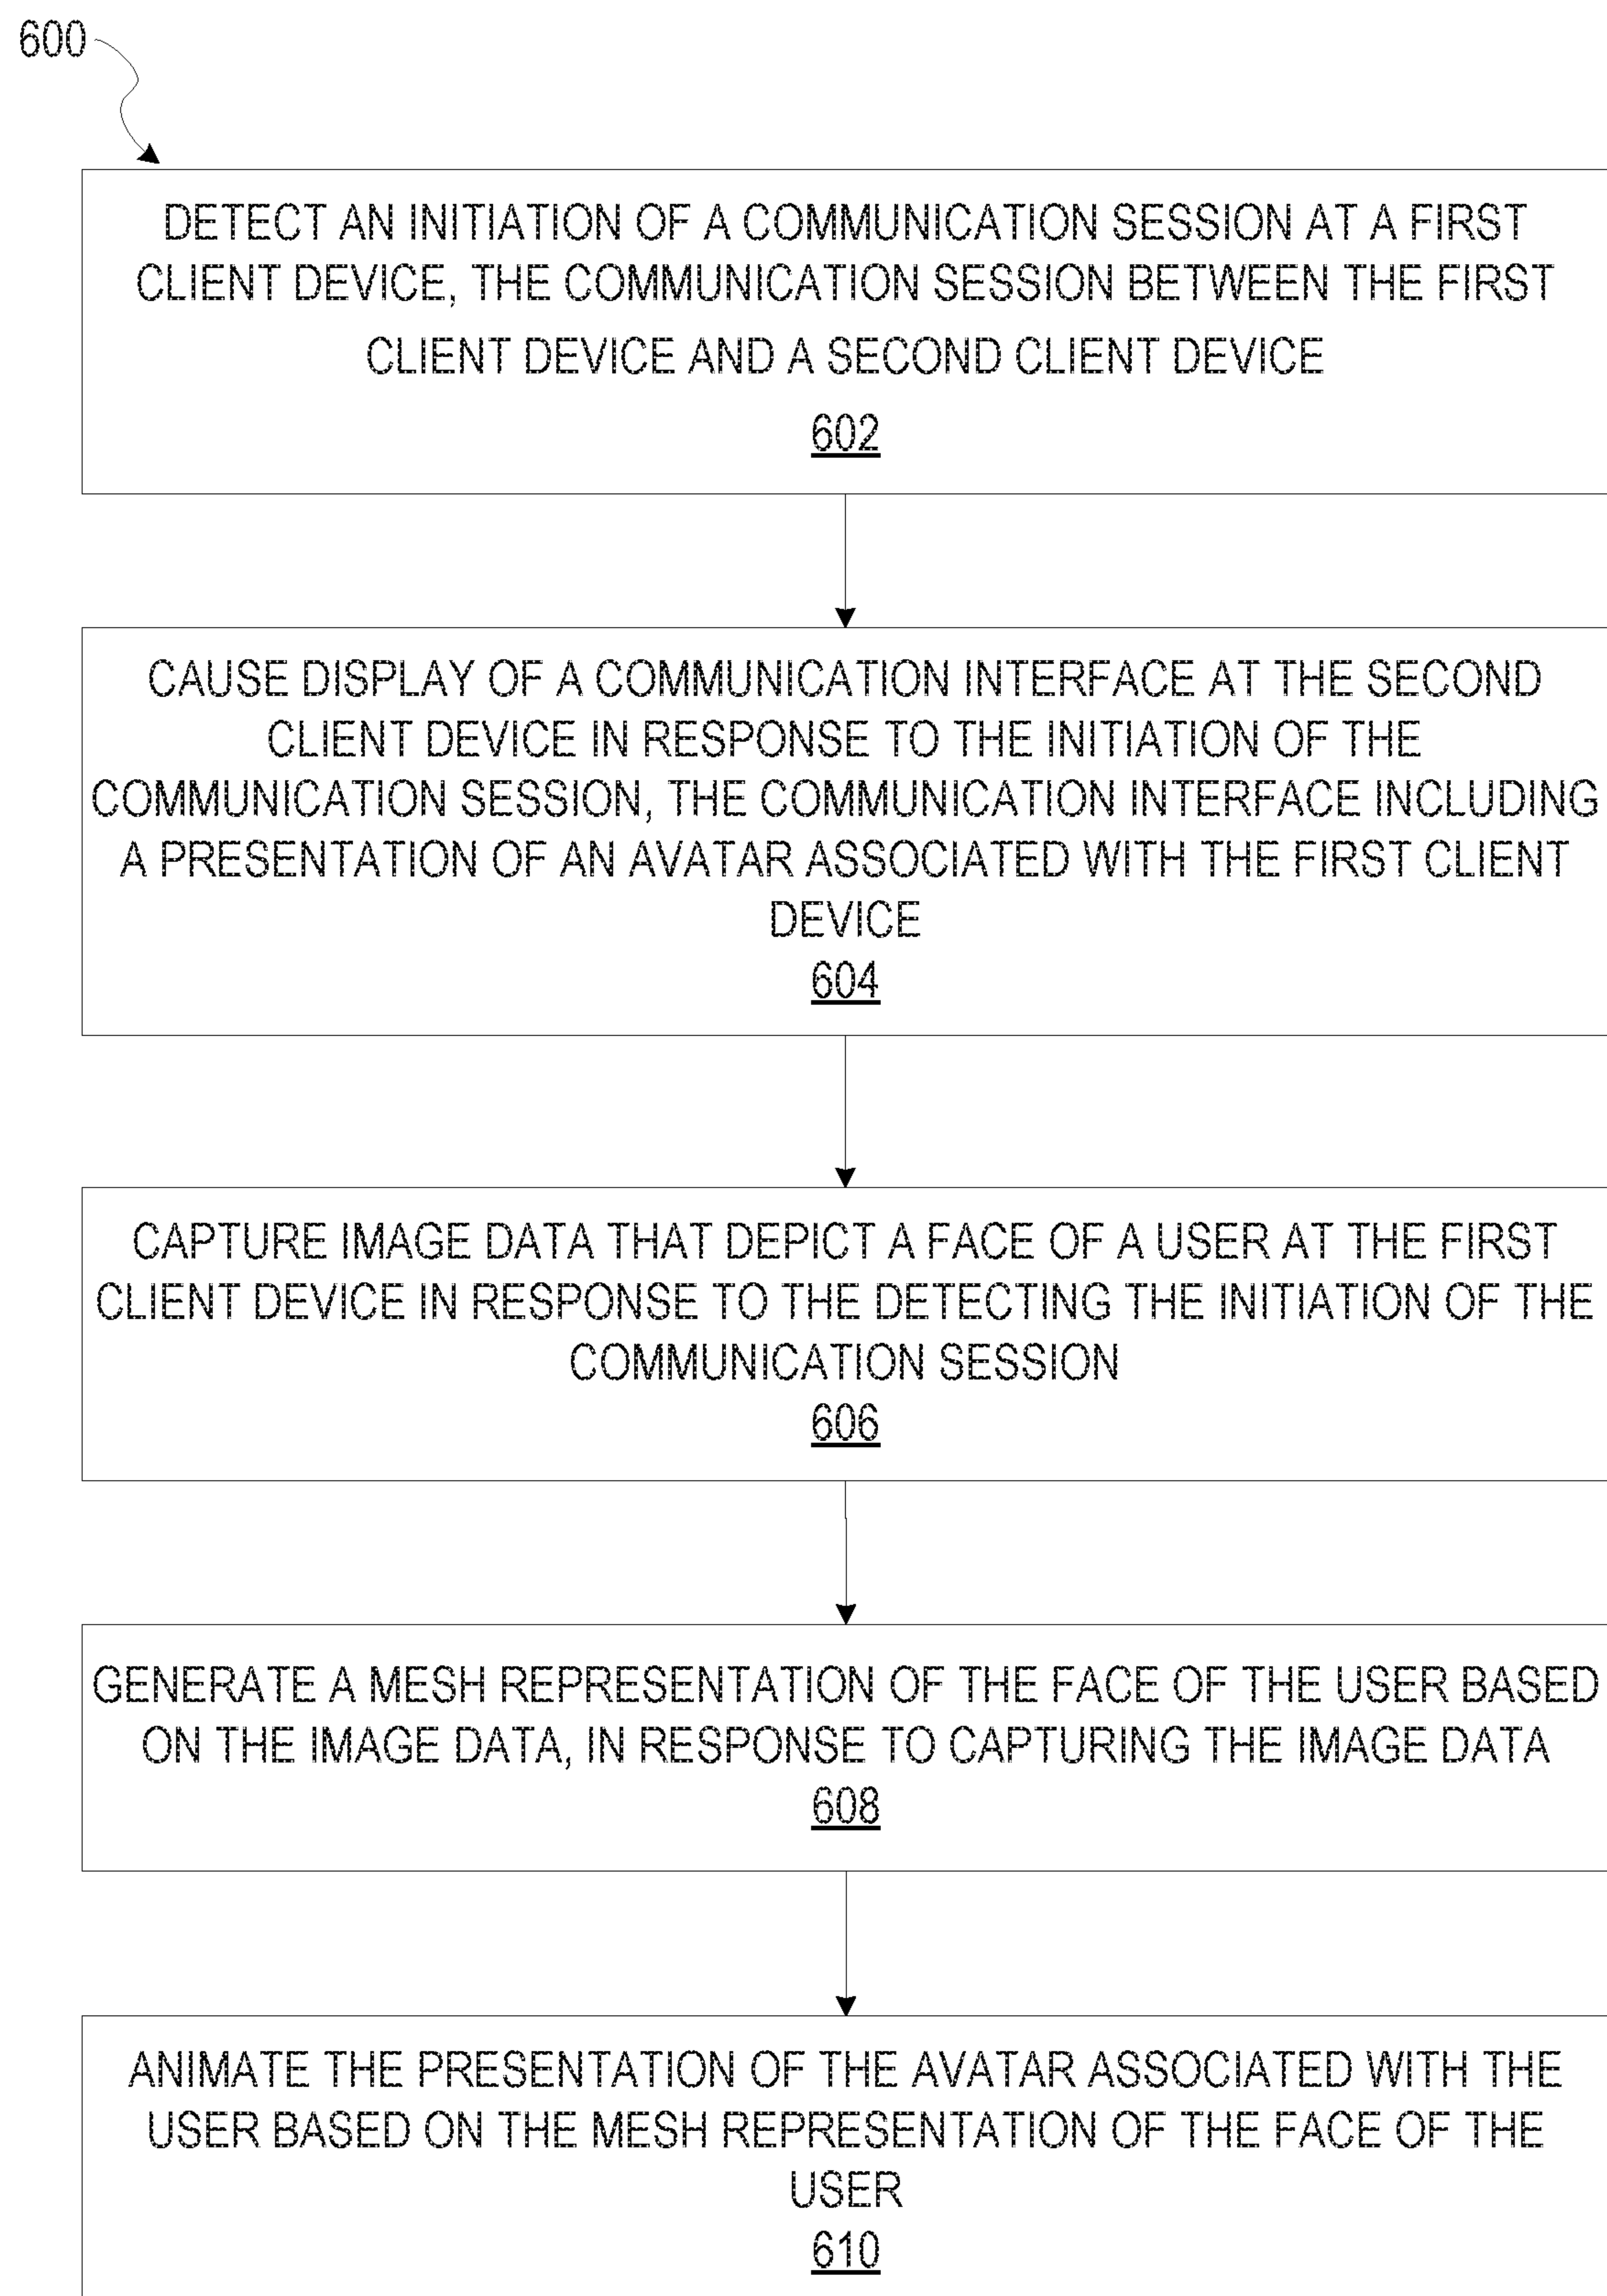 600
DETECT AN INITIATION OF A COMMUNICATION SESSION AT A FIRST
CLIENT DEVICE, THE COMMUNICATION SESSION BETWEEN THE FIRST
CLIENT DEVICE AND A SECOND CLIENT DEVICE
602
CAUSE DISPLAY OF A COMMUNICATION INTERFACE AT THE SECOND
CLIENT DEVICE IN RESPONSE TO THE INITIATION OF THE
COMMUNICATION SESSION, THE COMMUNICATION INTERFACE INCLUDING
A PRESENTATION OF AN AVATAR ASSOCIATED WITH THE FIRST CLIENT
DEVICE
604
CAPTURE IMAGE DATA THAT DEPICT A FACE OF A USER AT THE FIRST
CLIENT DEVICE IN RESPONSE TO THE DETECTING THE INITIATION OF THE
COMMUNICATION SESSION
606
GENERATE A MESH REPRESENTATION OF THE FACE OF THE USER BASED
ON THE IMAGE DATA, IN RESPONSE TO CAPTURING THE IMAGE DATA
608
ANIMATE THE PRESENTATION OF THE AVATAR ASSOCIATED WITH THE
USER BASED ON THE MESH REPRESENTATION OF THE FACE OF THE
USER
610